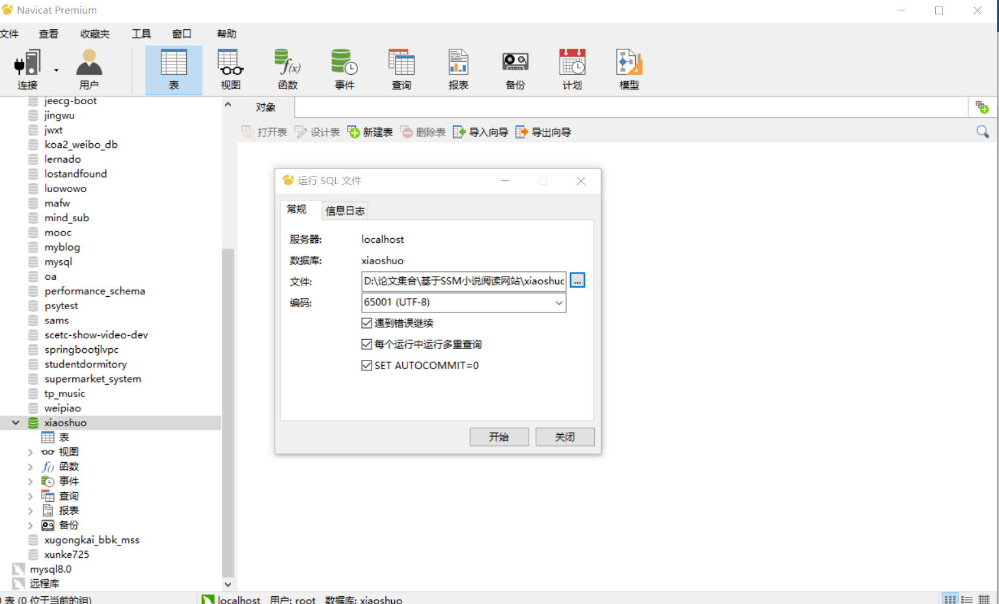 Navicat Premium
文件 查看 收藏夹 工具 窗口 帮助
连接 用户 表 视图 函数 事件 查询 报表 备份 计划 模型
jeecg-boot
jingwu
jwxt
koa2_weibo_db
lernado
lostandfound
luowowo
mafw
mind_sub
mooc
myblog
mysql
oa
performance_schema
psytest
sams
scetc-show-video-dev
springbootjlvpc
studentdormitory
supermarket_system
tp_music
weipiao
xiaoshuo
表
视图
函数
事件
查询
报表
备份
xugongkai_bbk_mss
xunke725
mysql8.0
远程库
对象
打开表 设计表 新建表 删除表 导入向导 导出向导
运行 SQL 文件
常规 信息日志
服务器: localhost
数据库: xiaoshuo
文件: D:\论文集合\基于SSM小说阅读网站\xiaoshuo ...
编码: 65001 (UTF-8)
遇到错误继续
每个运行中运行多重查询
SET AUTOCOMMIT=0
开始 关闭
0 表 (0 位于当前的组) localhost 用户: root 数据库: xiaoshuo